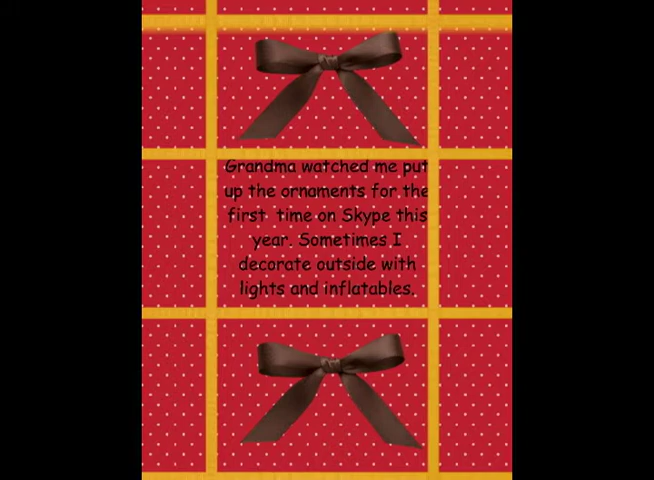 Grandma watched me put
up the ornaments for the
first  time on Skype this
year. Sometimes I
decorate outside with
lights and inflatables.